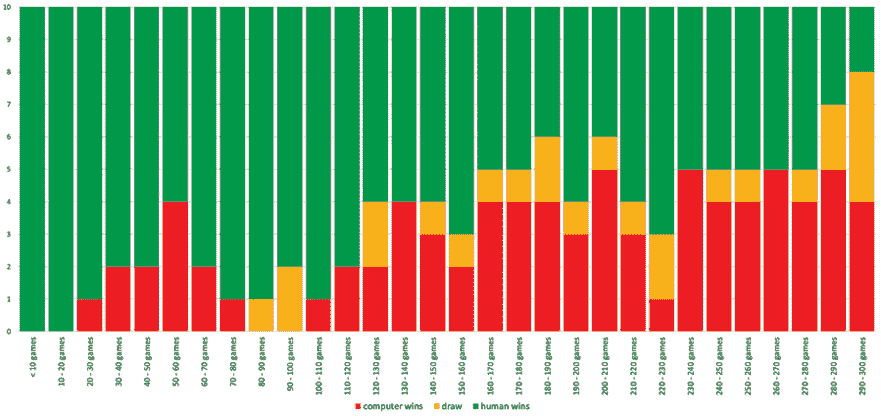 10
9
8
7
6
5
4
3
2
1
0
< 10 games
10 - 20 games
20 - 30 games
30 - 40 games
40 - 50 games
50 - 60 games
60 - 70 games
70 - 80 games
80 - 90 games
90 - 100 games
100 - 110 games
110 - 120 games
120 - 130 games
130 - 140 games
140 - 150 games
150 - 160 games
160 - 170 games
170 - 180 games
180 - 190 games
190 - 200 games
200 - 210 games
210 - 220 games
220 - 230 games
230 - 240 games
240 - 250 games
250 - 260 games
260 - 270 games
270 - 280 games
280 - 290 games
290 - 300 games
computer wins draw human wins